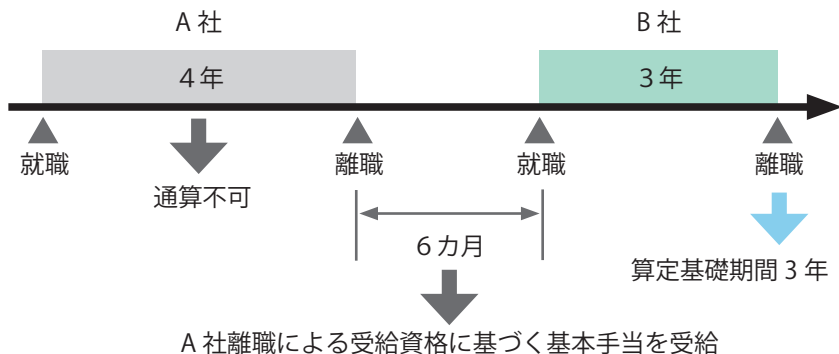 A 社
B 社
4年
3年
就職
離職
就職
離職
通算不可
6カ月
算定基礎期間 3 年
A 社離職による受給資格に基づく基本手当を受給